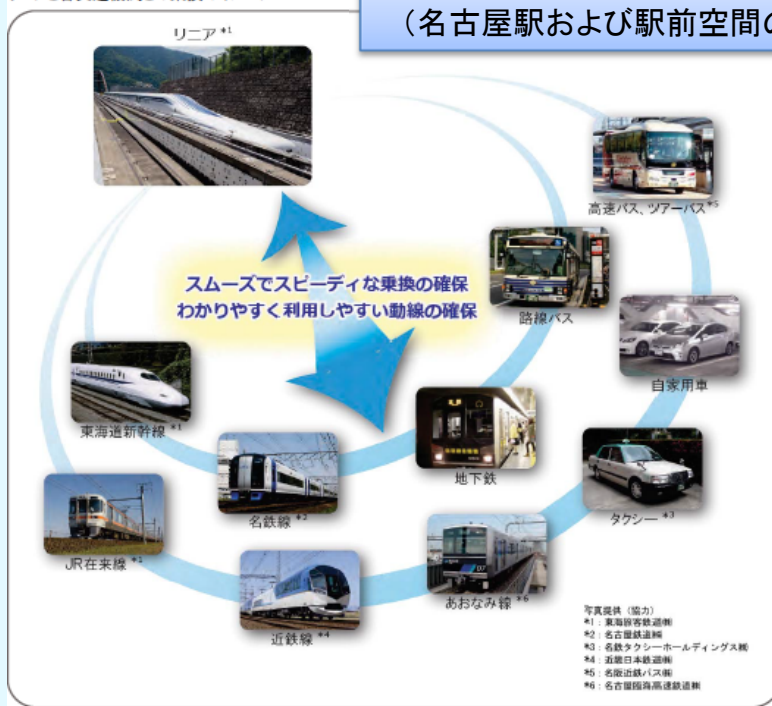 （名古屋駅および駅前空間の
リニア *1
高速バス、ツアーバス*5
スムーズでスピーディな乗換の確保
わかりやすく利用しやすい動線の確保
路線バス
自家用車
東海道新幹線 *1
名鉄線 *2
地下鉄
タクシー *3
JR在来線 *1
近鉄線 *4
あおなみ線 *6
写真提供（協力）
*1：東海旅客鉄道㈱
*2：名古屋鉄道㈱
*3：名鉄タクシーホールディングス㈱
*4：近畿日本鉄道㈱
*5：名阪近鉄バス㈱
*6：名古屋臨海高速鉄道㈱